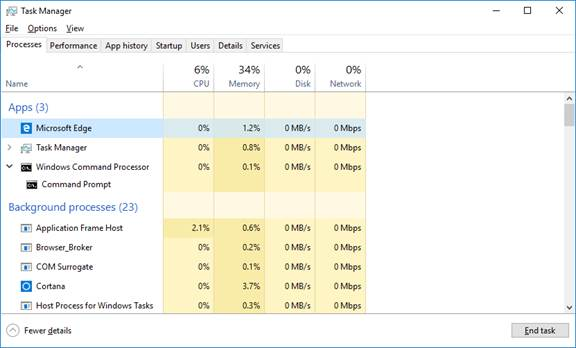 Task Manager
File Options View
Processes Performance App history Startup Users Details Services
6% 34% 0% 0%
Name CPU Memory Disk Network
Apps (3)
Microsoft Edge 0% 1.2% 0 MB/s 0 Mbps
Task Manager 0% 0.8% 0 MB/s 0 Mbps
Windows Command Processor 0% 0.1% 0 MB/s 0 Mbps
Command Prompt
Background processes (23)
Application Frame Host 2.1% 0.6% 0 MB/s 0 Mbps
Browser_Broker 0% 0.2% 0 MB/s 0 Mbps
COM Surrogate 0% 0.1% 0 MB/s 0 Mbps
Cortana 0% 3.7% 0 MB/s 0 Mbps
Host Process for Windows Tasks 0% 0.3% 0 MB/s 0 Mbps
Fewer details End task